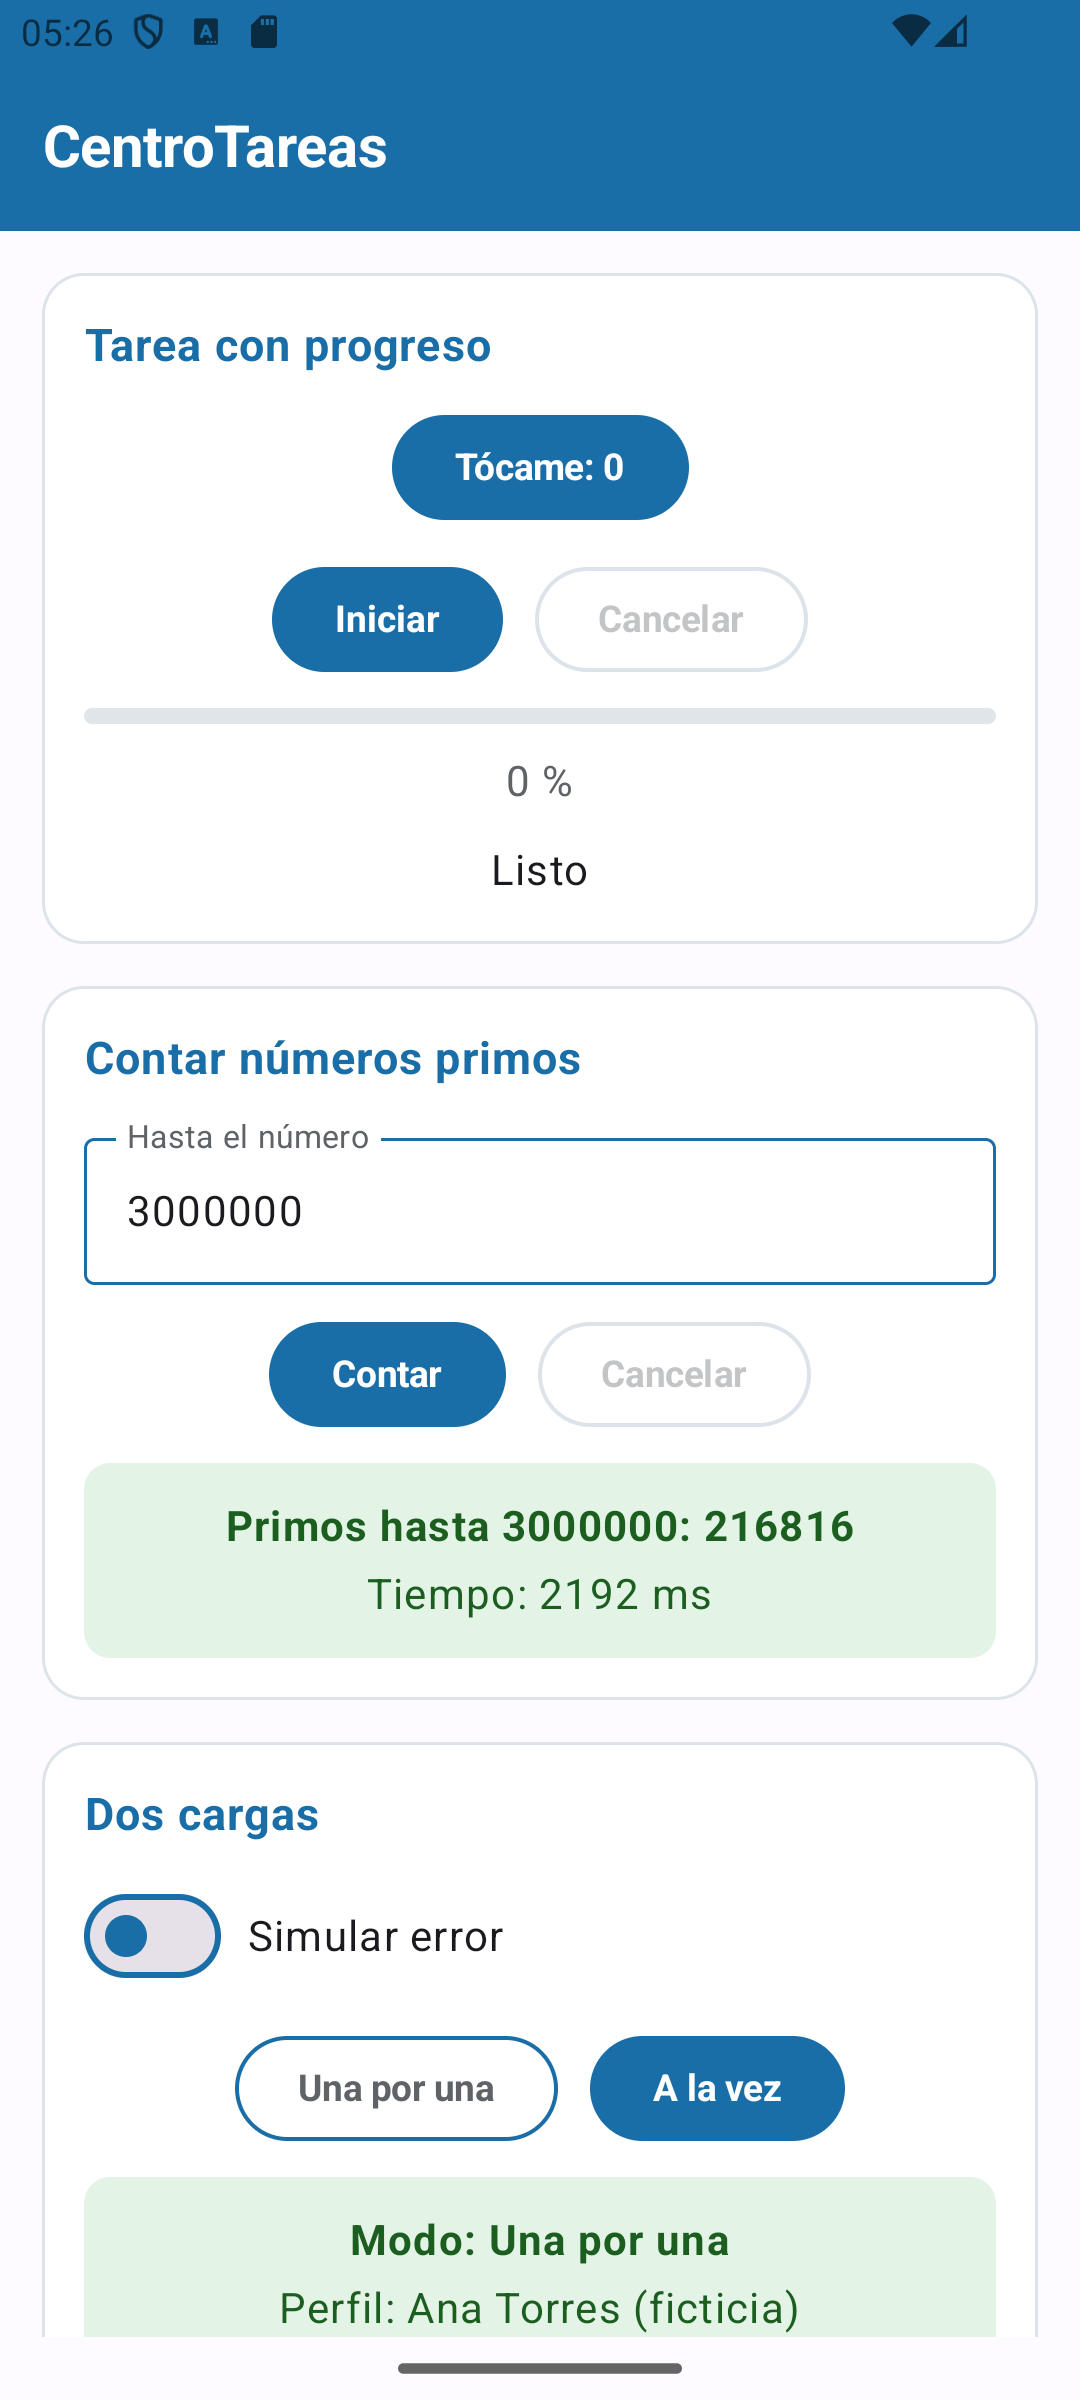 05:26
CentroTareas
Tarea con progreso
Tócame: 0
Iniciar
Cancelar
0 %
Listo
Contar números primos
Hasta el número
3000000
Contar
Cancelar
Primos hasta 3000000: 216816
Tiempo: 2192 ms
Dos cargas
Simular error
Una por una
A la vez
Modo: Una por una
Perfil: Ana Torres (ficticia)